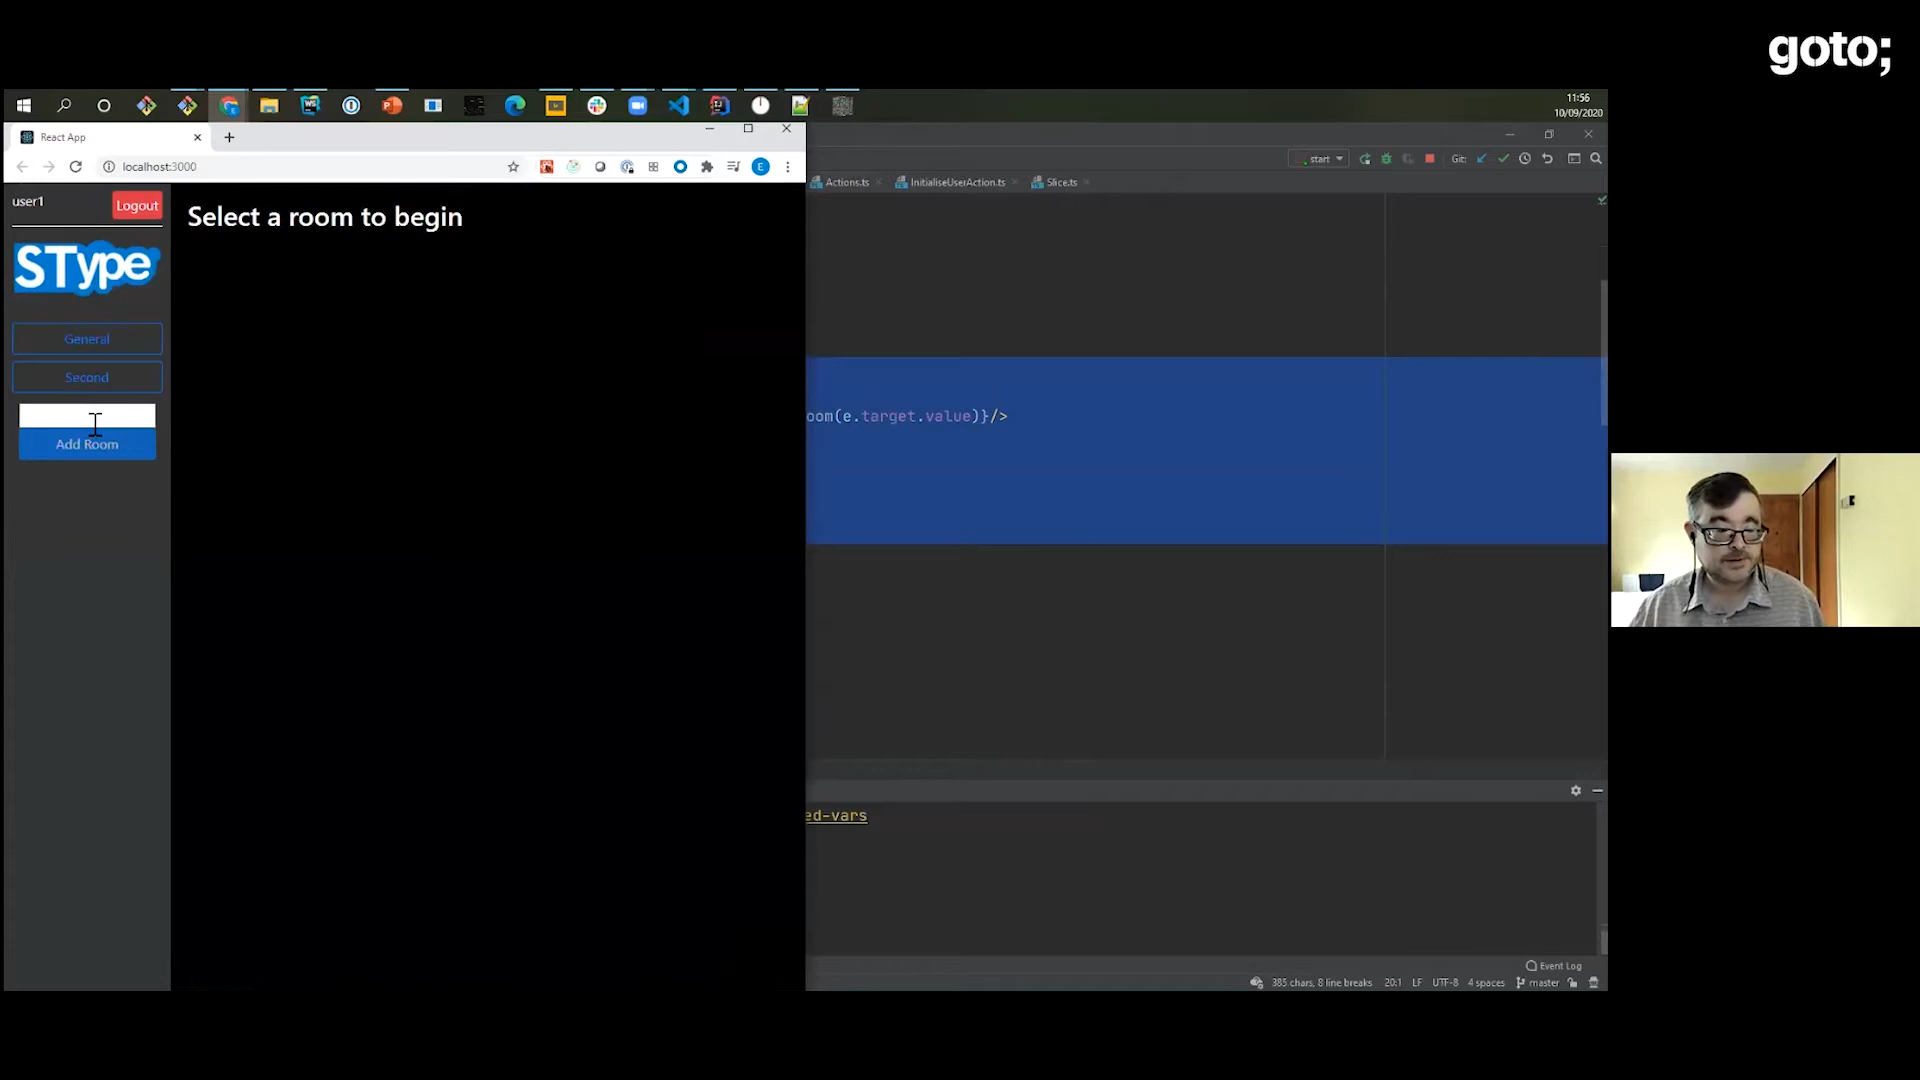 goto;
11:56
10/09/2020
React App
localhost:3000
E
start
Git:
Actions.ts
InitialiseUserAction.ts
Slice.ts
user1
Logout
Select a room to begin
SType
General
Second
Add Room
oom(e.target.value)}/>
ed-vars
Event Log
385 chars, 8 line breaks 20:1 LF UTF-8 4 spaces master